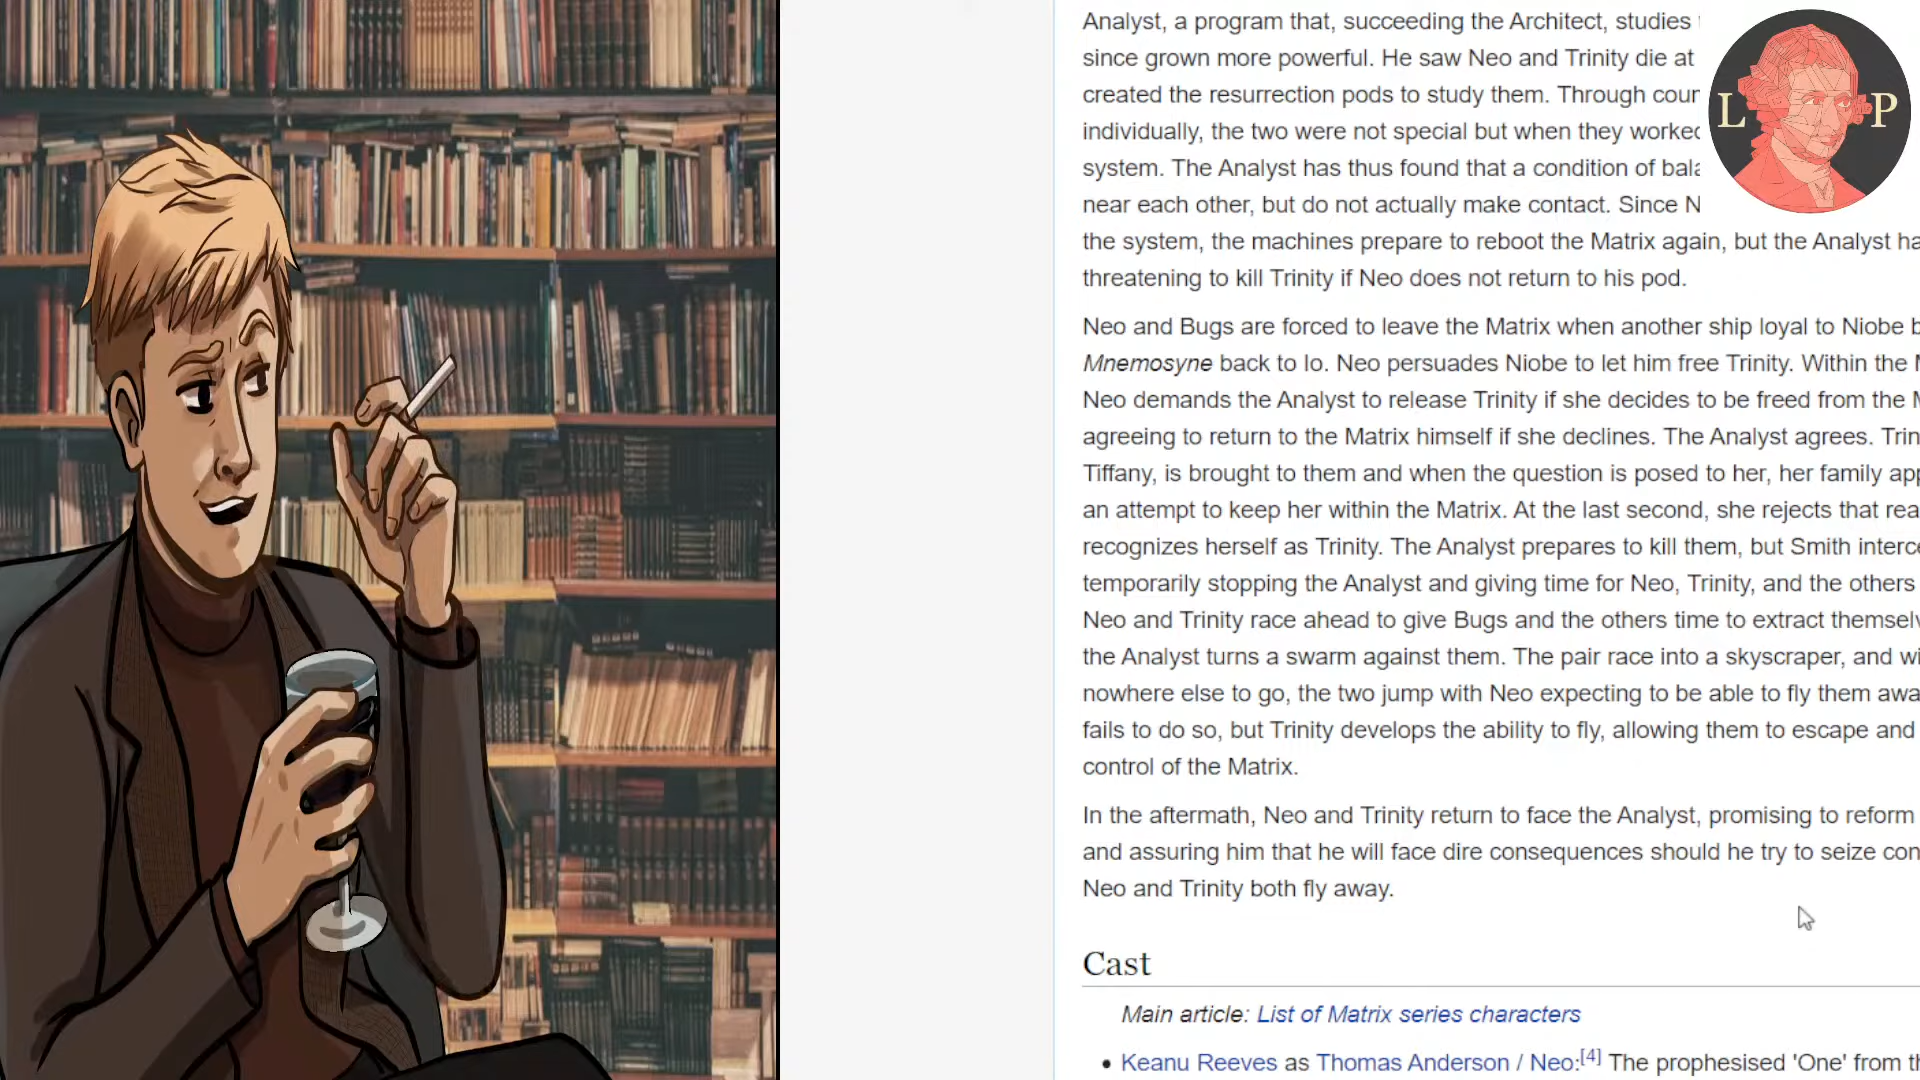 Analyst, a program that, succeeding the Architect, studies
since grown more powerful. He saw Neo and Trinity die at
created the resurrection pods to study them. Through
individually, the two were not special but when they worked
system. The Analyst has thus found that a condition of
near each other, but do not actually make contact. Since N
the system, the machines prepare to reboot the Matrix again, but the Analyst ha
threatening to kill Trinity if Neo does not return to his pod.
Neo and Bugs are forced to leave the Matrix when another ship loyal to Niobe b
Mnemosyne back to Io. Neo persuades Niobe to let him free Trinity. Within the
Neo demands the Analyst to release Trinity if she decides to be freed from the
agreeing to return to the Matrix himself if she declines. The Analyst agrees. Trin
Tiffany, is brought to them and when the question is posed to her, her family app
an attempt to keep her within the Matrix. At the last second, she rejects that rea
recognizes herself as Trinity. The Analyst prepares to kill them, but Smith interce
temporarily stopping the Analyst and giving time for Neo, Trinity, and the others
Neo and Trinity race ahead to give Bugs and the others time to extract themselv
the Analyst turns a swarm against them. The pair race into a skyscraper, and wi
nowhere else to go, the two jump with Neo expecting to be able to fly them awa
fails to do so, but Trinity develops the ability to fly, allowing them to escape and
control of the Matrix.
In the aftermath, Neo and Trinity return to face the Analyst, promising to reform
and assuring him that he will face dire consequences should he try to seize con
Neo and Trinity both fly away.
Cast
Main article: List of Matrix series characters
• Keanu Reeves as Thomas Anderson / Neo:[4] The prophesised 'One' from th
L P